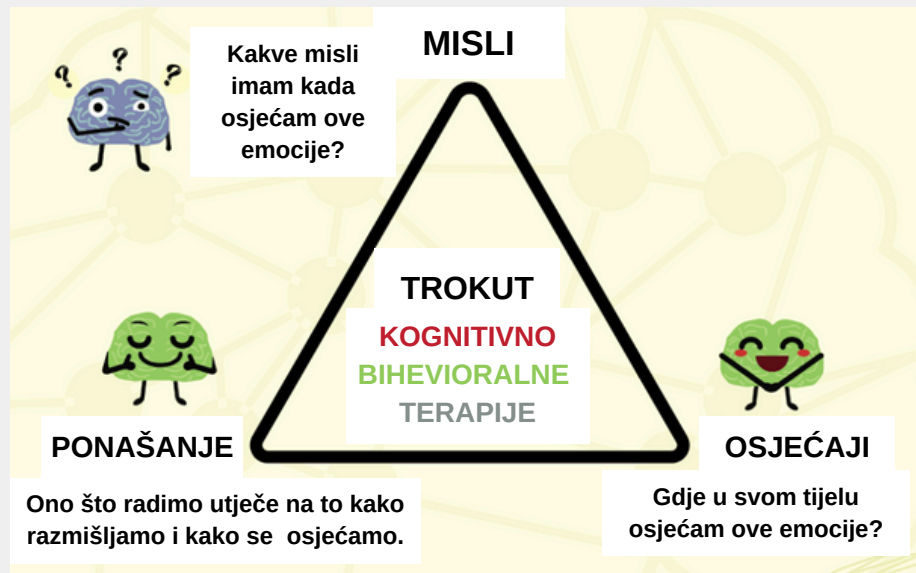 MISLI
Kakve misli
imam kada
osjećam ove
emocije?
? ? ?
TROKUT
KOGNITIVNO
BIHEVIORALNE
TERAPIJE
PONAŠANJE
Ono što radimo utječe na to kako
razmišljamo i kako se osjećamo.
OSJEĆAJI
Gdje u svom tijelu
osjećam ove emocije?